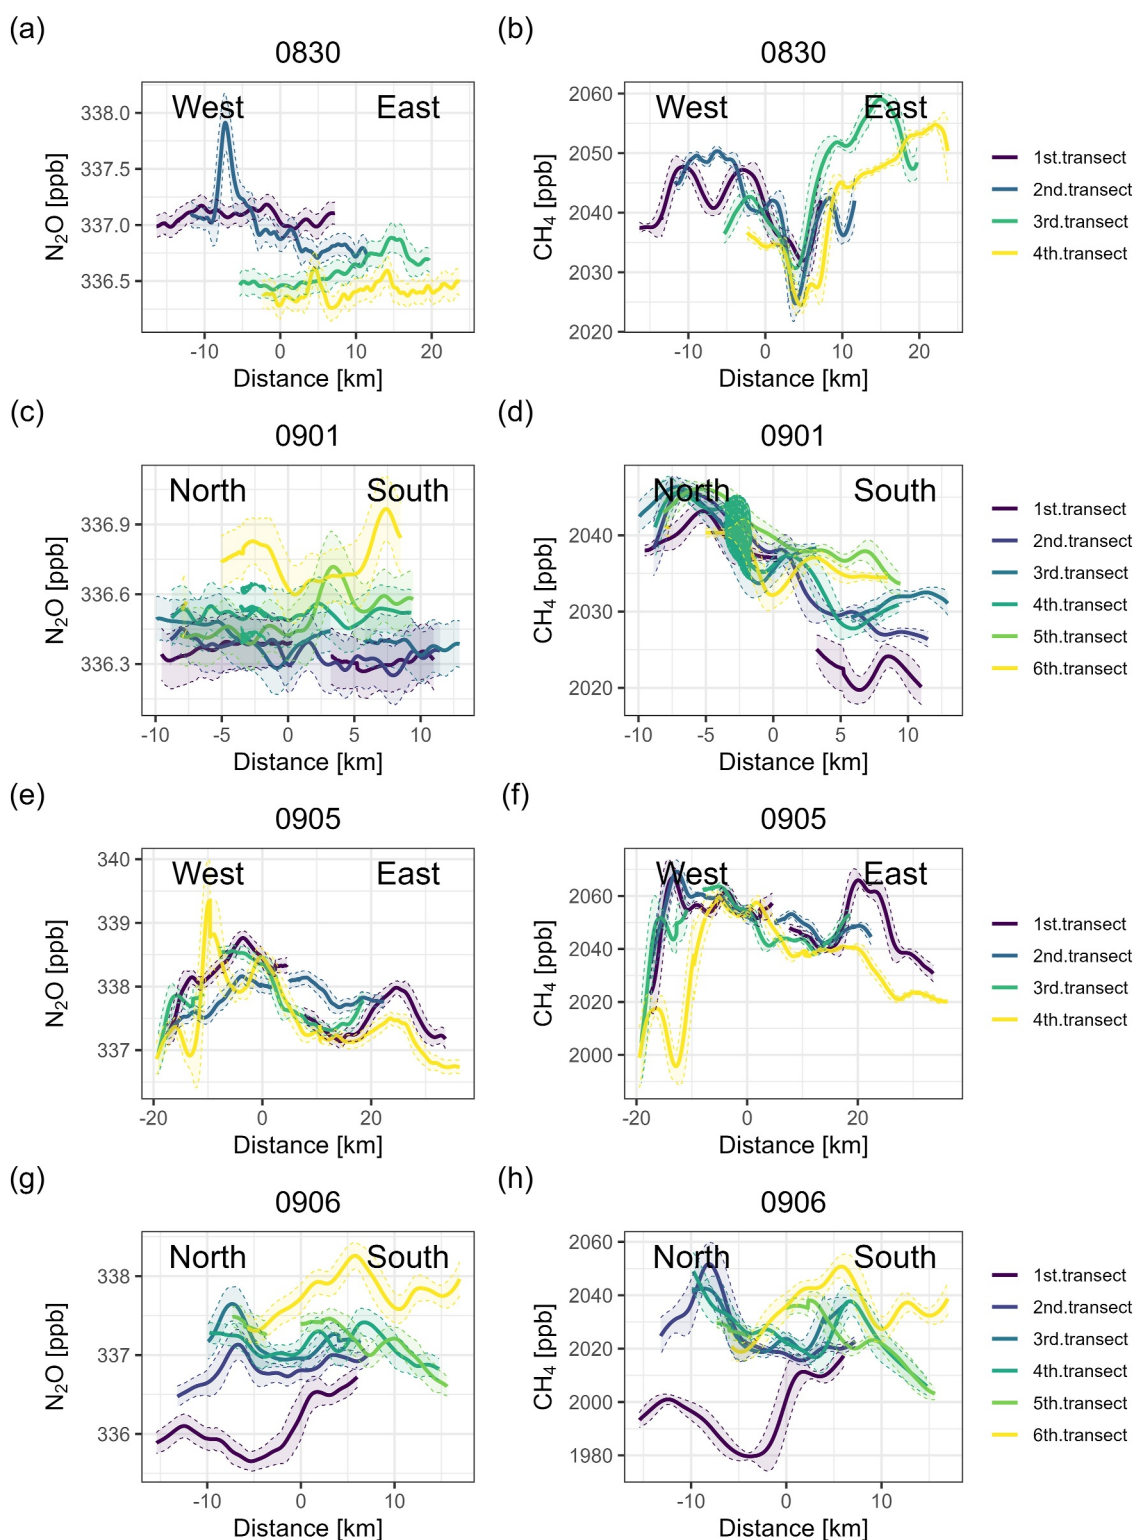 (a)
0830
West
East
338.0
337.5
337.0
336.5
N₂O [ppb]
-10 0 10 20
Distance [km]
(b)
0830
West
East
2060
2050
2040
2030
2020
CH₄ [ppb]
-10 0 10 20
Distance [km]
1st.transect
2nd.transect
3rd.transect
4th.transect
(c)
0901
North
South
336.9
336.6
336.3
N₂O [ppb]
-10 -5 0 5 10
Distance [km]
(d)
0901
North
South
2040
2030
2020
CH₄ [ppb]
-10 -5 0 5 10
Distance [km]
1st.transect
2nd.transect
3rd.transect
4th.transect
5th.transect
6th.transect
(e)
0905
West
East
340
339
338
337
N₂O [ppb]
-20 0 20
Distance [km]
(f)
0905
West
East
2060
2040
2020
2000
CH₄ [ppb]
-20 0 20
Distance [km]
1st.transect
2nd.transect
3rd.transect
4th.transect
(g)
0906
North
South
338
337
336
N₂O [ppb]
-10 0 10
Distance [km]
(h)
0906
North
South
2060
2040
2020
2000
1980
CH₄ [ppb]
-10 0 10
Distance [km]
1st.transect
2nd.transect
3rd.transect
4th.transect
5th.transect
6th.transect